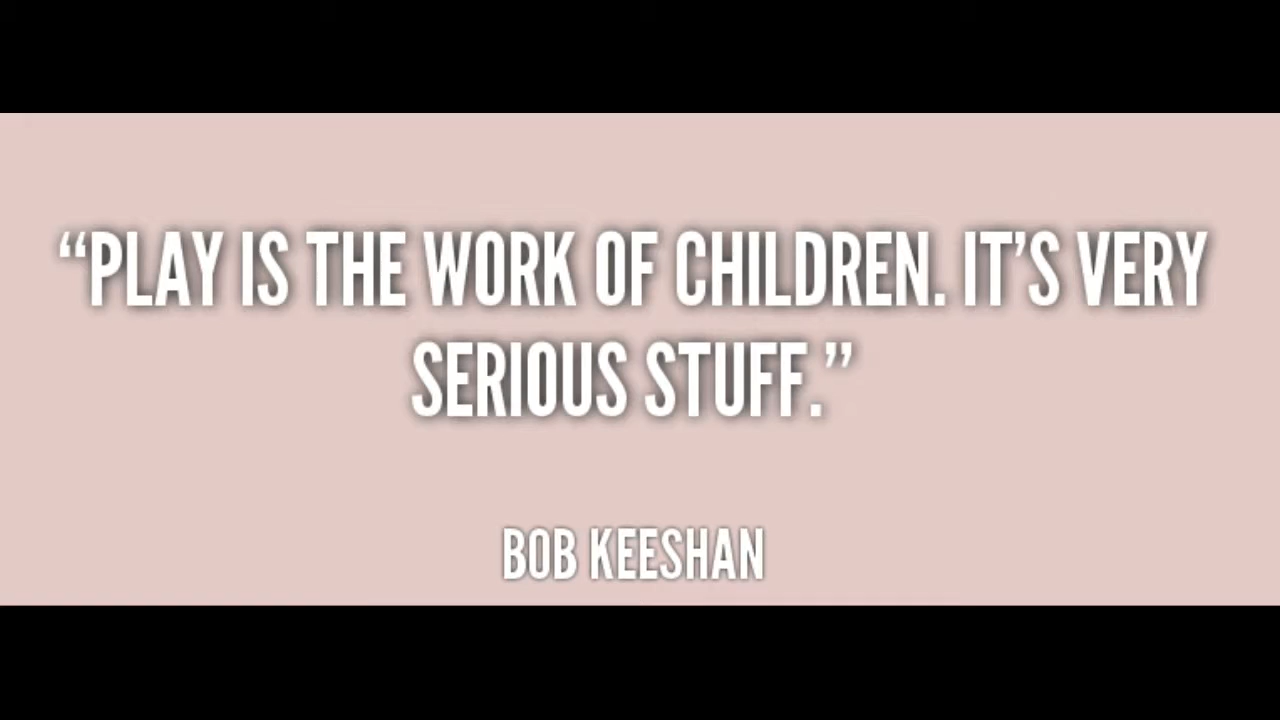 “PLAY IS THE WORK OF CHILDREN. IT’S VERY
SERIOUS STUFF.”
BOB KEESHAN